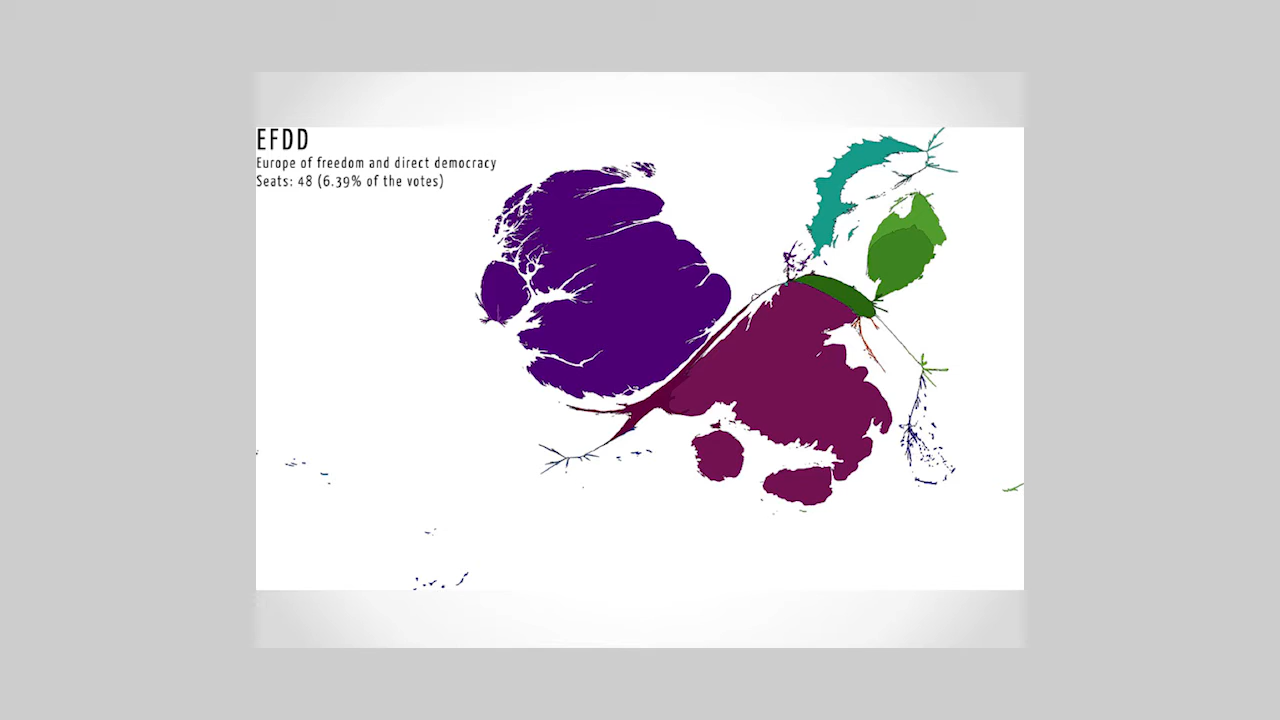 EFDD
Europe of freedom and direct democracy
Seats: 48 (6.39% of the votes)